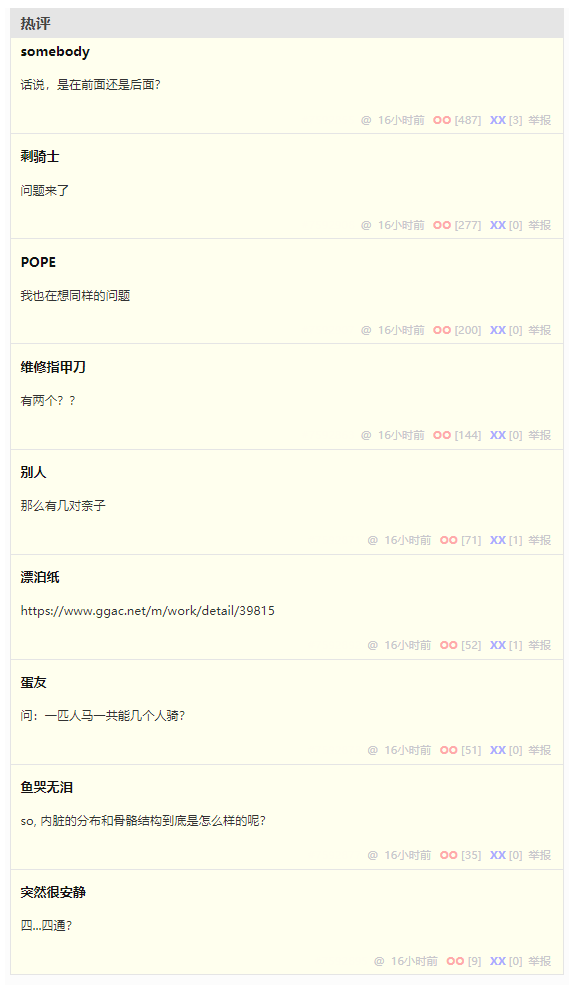 热评
somebody
话说，是在前面还是后面？
@ 16小时前 OO [487] XX [3] 举报
剩骑士
问题来了
@ 16小时前 OO [277] XX [0] 举报
POPE
我也在想同样的问题
@ 16小时前 OO [200] XX [0] 举报
维修指甲刀
有两个？？
@ 16小时前 OO [144] XX [0] 举报
别人
那么有几对亲子
@ 16小时前 OO [71] XX [1] 举报
漂泊纸
https://www.ggac.net/m/work/detail/39815
@ 16小时前 OO [52] XX [1] 举报
蛋友
问：一匹人马一共能几个人骑？
@ 16小时前 OO [51] XX [0] 举报
鱼哭无泪
so, 内脏的分布和骨骼结构到底是怎么样的呢？
@ 16小时前 OO [35] XX [0] 举报
突然很安静
四...四通？
@ 16小时前 OO [9] XX [0] 举报